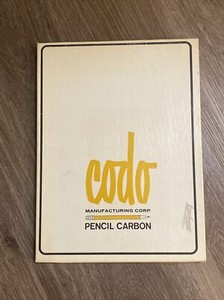 codo
MANUFACTURING CORP
PENCIL CARBON